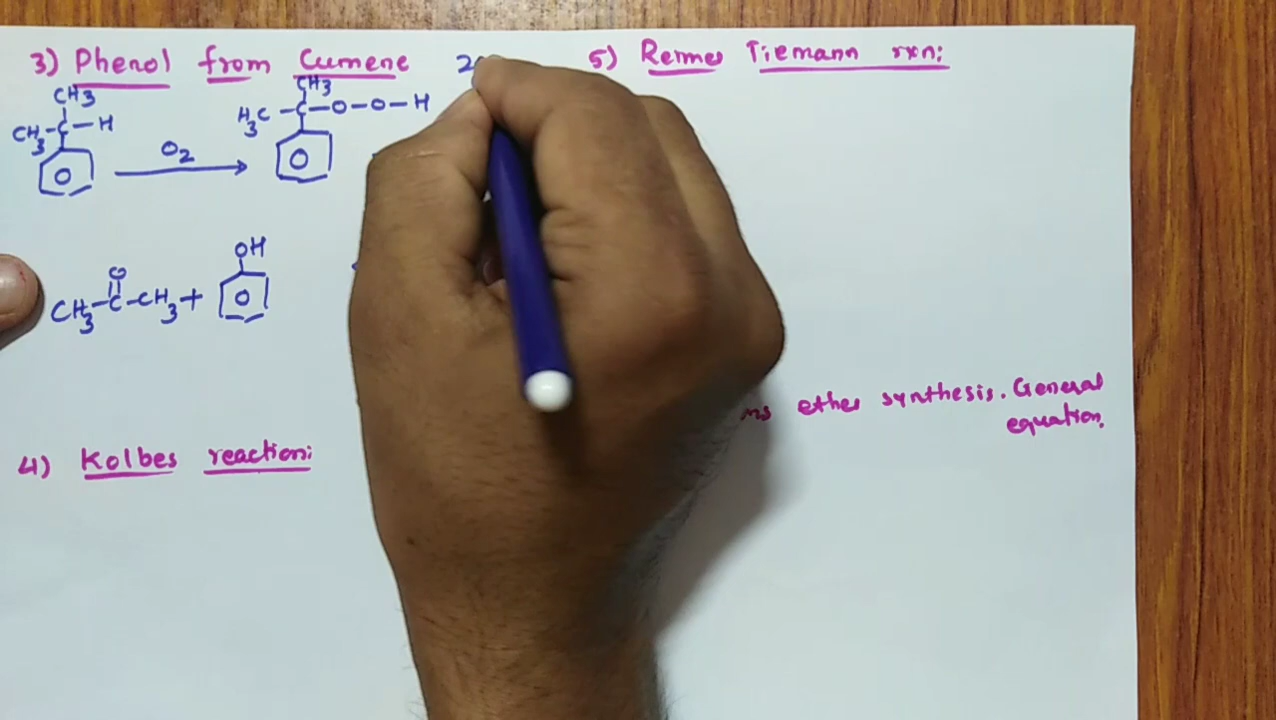 3) Phenol from Cumene
CH3
CH3-C-H
O2
CH3
H3C-C-O-O-H
O
CH3-C-CH3+
OH
4) Kolbes reaction:
5) Reimer Tiemann rxn:
ether synthesis. General
equation.